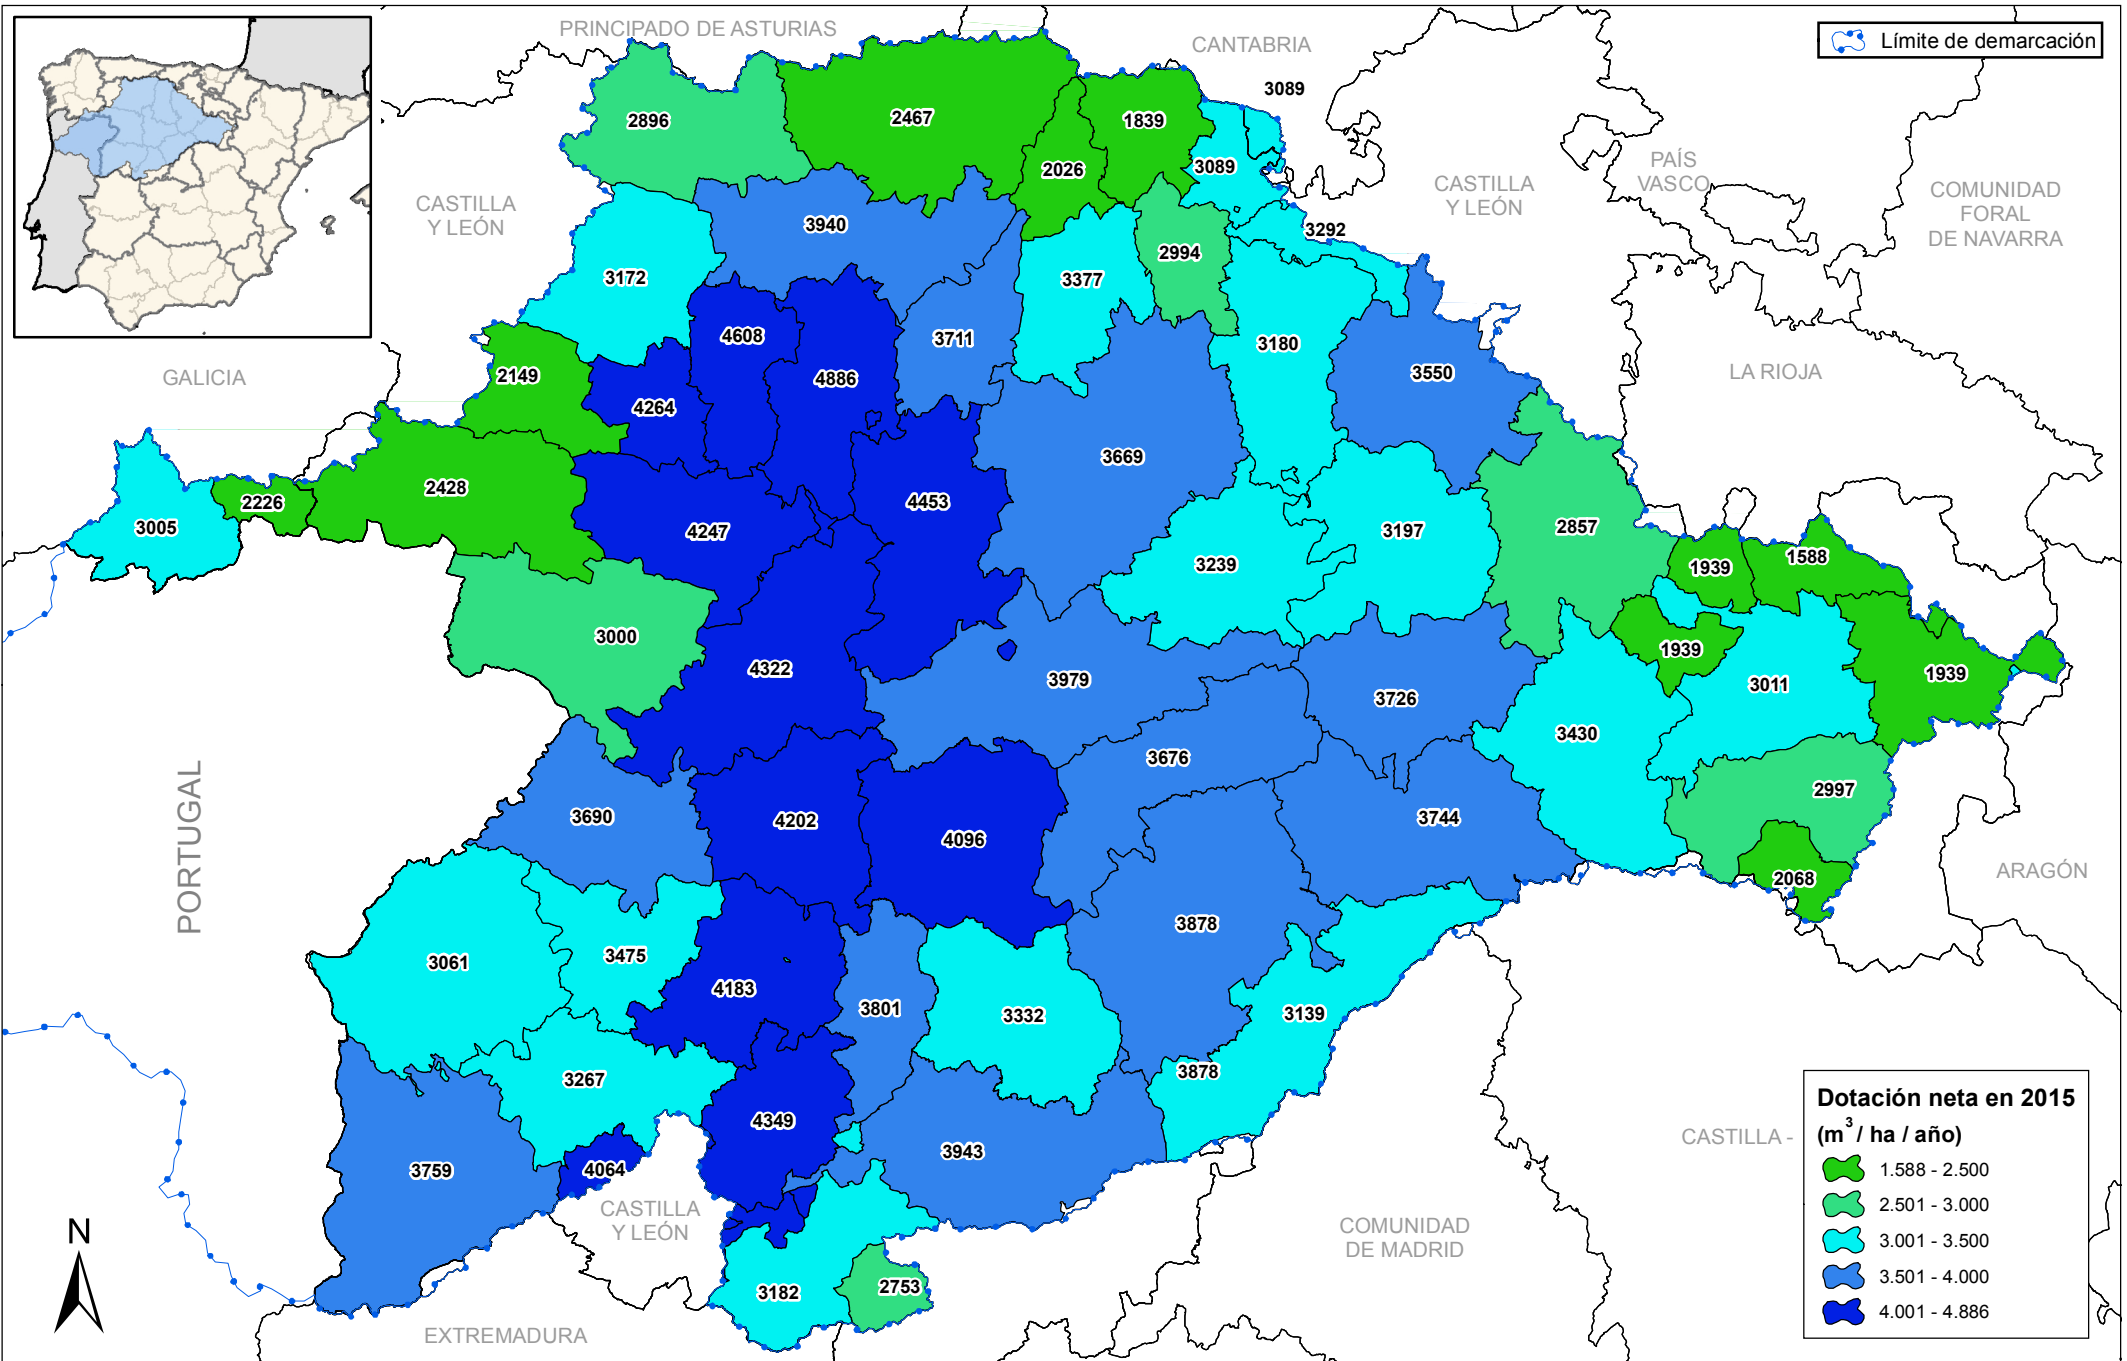 PRINCIPADO DE ASTURIAS
CANTABRIA
Límite de demarcación
3089
2896
2467
1839
2026
3089
PAÍS
VASCO
CASTILLA
Y LEÓN
COMUNIDAD
FORAL
DE NAVARRA
CASTILLA
Y LEÓN
3940
3292
2994
3172
3377
4608
3711
3180
4886
3550
LA RIOJA
GALICIA
2149
4264
3669
2428
2226
4453
3005
4247
3197
2857
3239
1588
1939
3000
1939
4322
3979
3011
1939
3726
3430
3676
2997
PORTUGAL
3690
4202
4096
3744
ARAGÓN
2068
3878
3061
3475
4183
3801
3332
3139
3267
3878
4349
3943
3759
4064
CASTILLA
Y LEÓN
CASTILLA -
COMUNIDAD
DE MADRID
N
3182
2753
EXTREMADURA
Dotación neta en 2015
(m3 / ha / año)
1.588 - 2.500
2.501 - 3.000
3.001 - 3.500
3.501 - 4.000
4.001 - 4.886